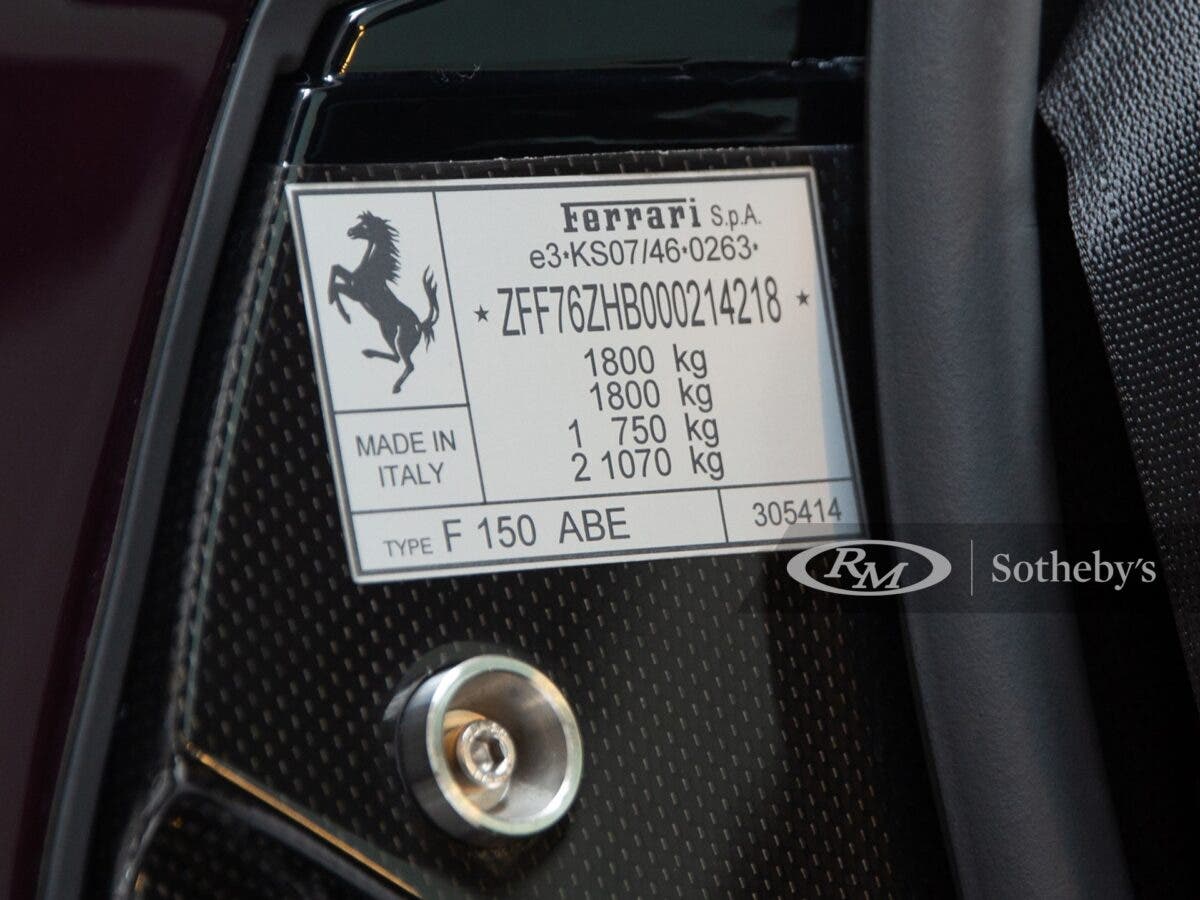 Ferrari S.p.A.
e3*KS07/46*0263*
★ ZFF76ZHB000214218 ★
1800 kg
1800 kg
1 750 kg
2 1070 kg
MADE IN
ITALY
TYPE F 150 ABE
305414
RM Sotheby's